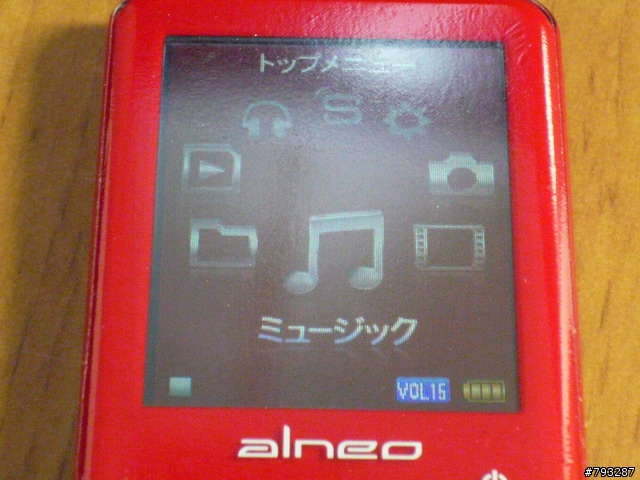 トップメニュー
S
ミュージック
VOL15
alneo
#793287